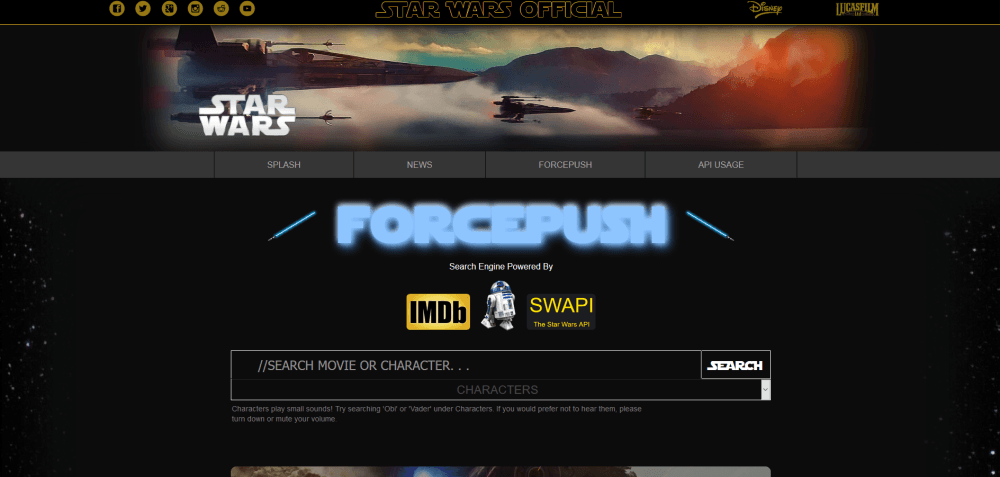 STAR WARS OFFICIAL
DISNEY
LUCASFILM
STAR
WARS
SPLASH
NEWS
FORCEPUSH
API USAGE
FORCEPUSH
Search Engine Powered By
IMDb
SWAPI
The Star Wars API
//SEARCH MOVIE OR CHARACTER. . .
SEARCH
CHARACTERS
Characters play small sounds! Try searching 'Obi' or 'Vader' under Characters. If you would prefer not to hear them, please
turn down or mute your volume.